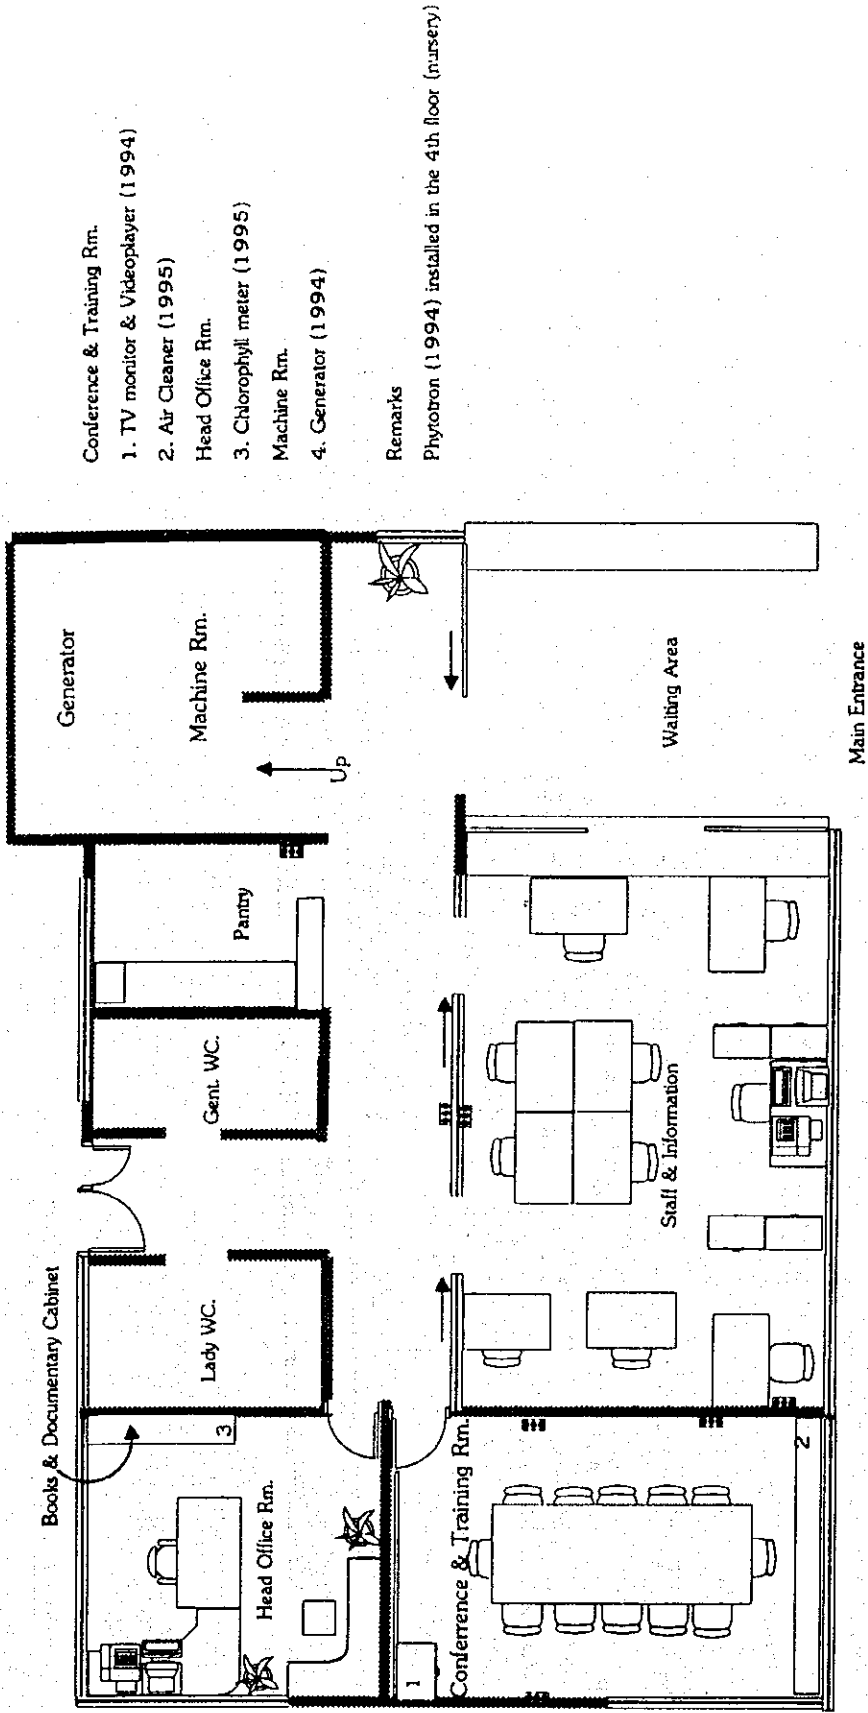 Conference & Training Rm.
1. TV monitor & Videoplayer (1994)
2. Air Cleaner (1995)
Head Office Rm.
3. Chlorophyll meter (1995)
Machine Rm.
4. Generator (1994)
Remarks
Phytotron (1994) installed in the 4th floor (nursery)
Books & Documentary Cabinet
Generator
Machine Rm.
Up
Pantry
Gent. WC.
Lady WC.
3
Head Office Rm.
Waiting Area
Main Entrance
Staff & Information
Conferrence & Training Rm.
1
2